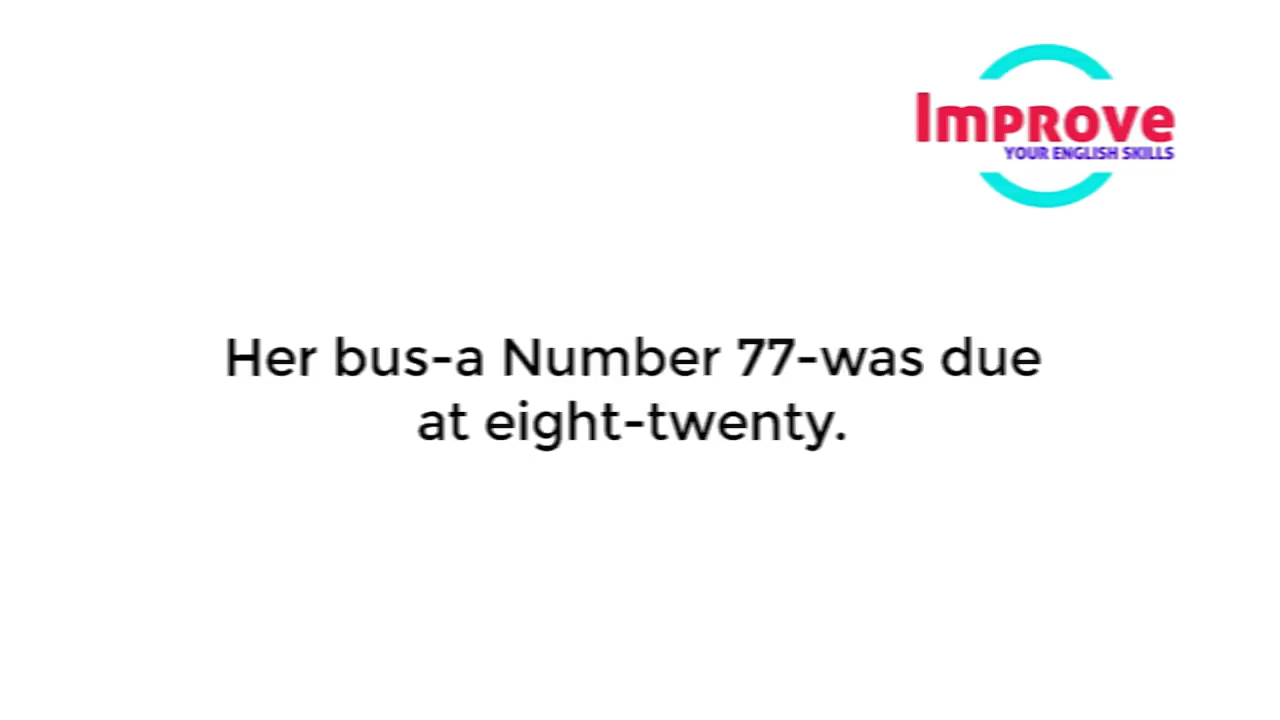 Improve
YOUR ENGLISH SKILLS
Her bus-a Number 77-was due
at eight-twenty.